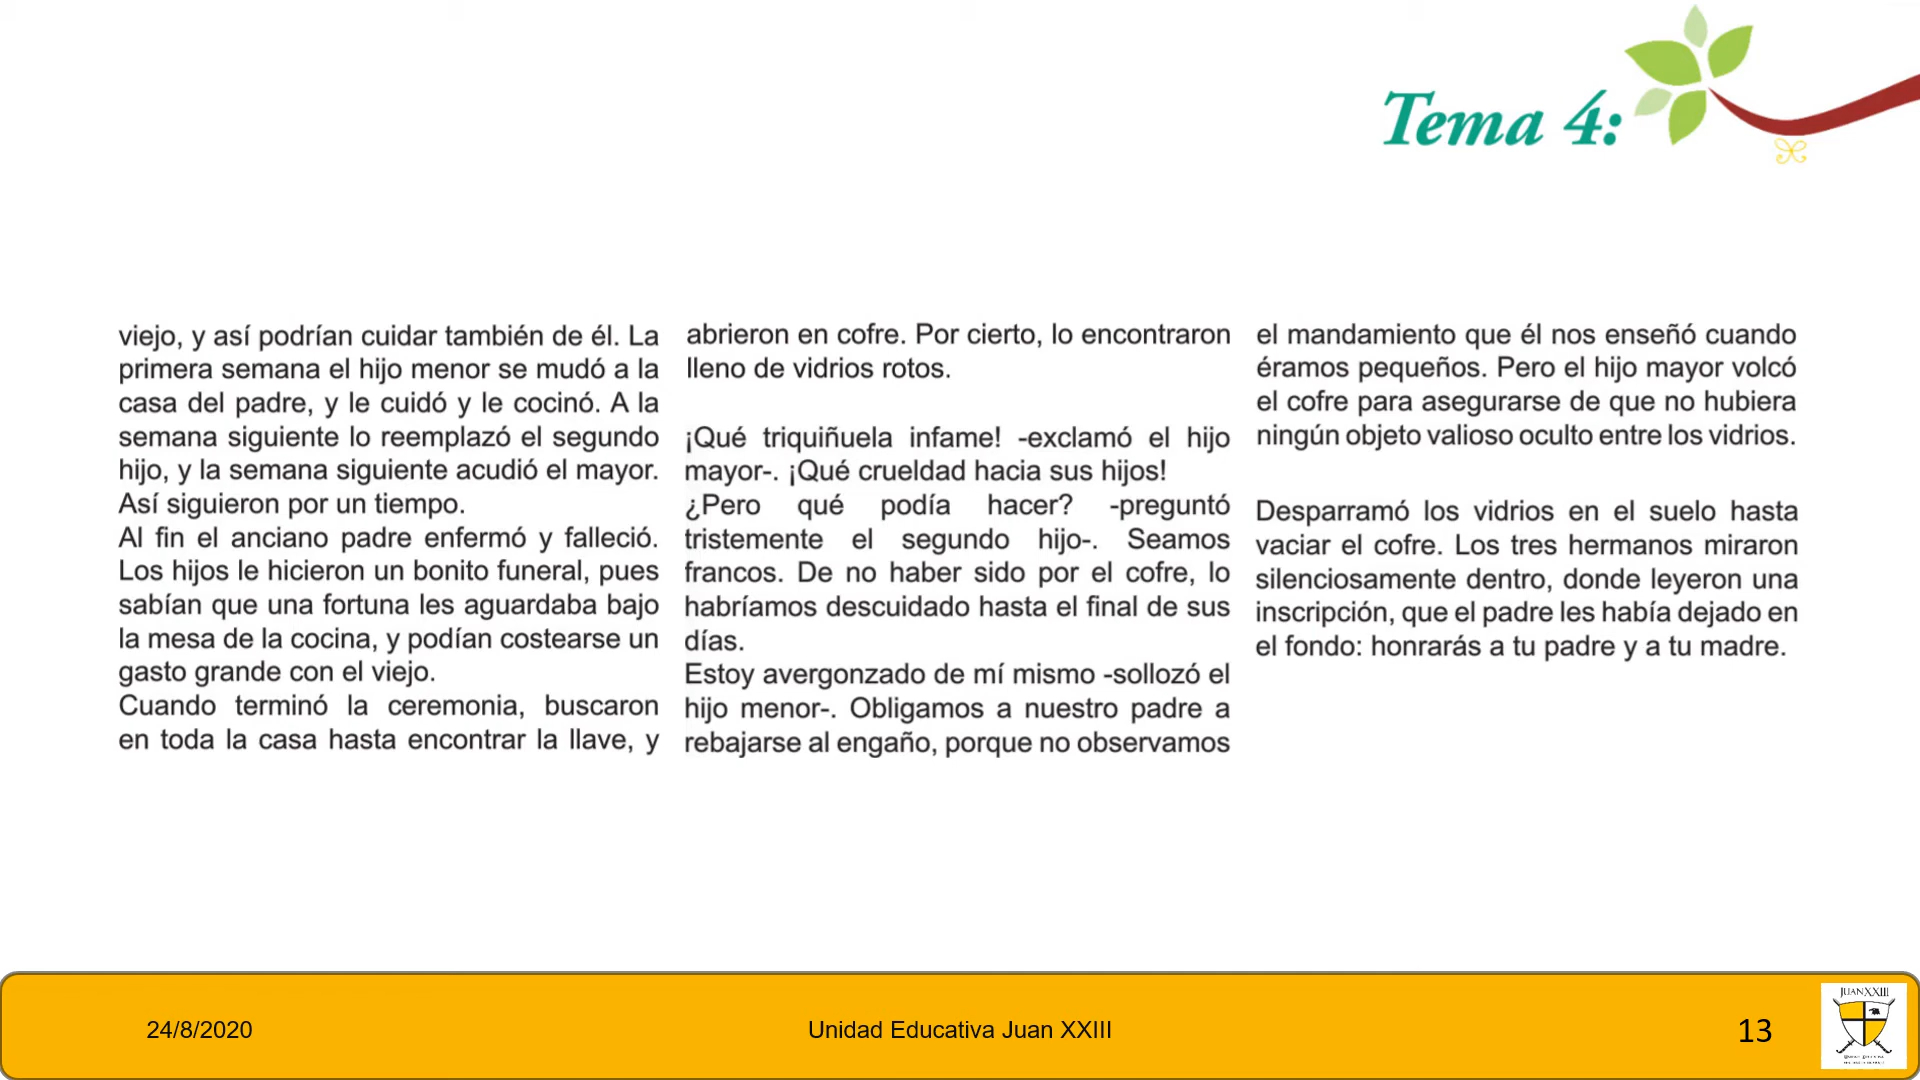 Tema 4:
viejo, y así podrían cuidar también de él. La
primera semana el hijo menor se mudó a la
casa del padre, y le cuidó y le cocinó. A la
semana siguiente lo reemplazó el segundo
hijo, y la semana siguiente acudió el mayor.
Así siguieron por un tiempo.
Al fin el anciano padre enfermó y falleció.
Los hijos le hicieron un bonito funeral, pues
sabían que una fortuna les aguardaba bajo
la mesa de la cocina, y podían costearse un
gasto grande con el viejo.
Cuando terminó la ceremonia, buscaron
en toda la casa hasta encontrar la llave, y
abrieron en cofre. Por cierto, lo encontraron
lleno de vidrios rotos.
¡Qué triquiñuela infame! -exclamó el hijo
mayor-. ¡Qué crueldad hacia sus hijos!
¿Pero qué podía hacer? -preguntó
tristemente el segundo hijo-. Seamos
francos. De no haber sido por el cofre, lo
habríamos descuidado hasta el final de sus
días.
Estoy avergonzado de mí mismo -sollozó el
hijo menor-. Obligamos a nuestro padre a
rebajarse al engaño, porque no observamos
el mandamiento que él nos enseñó cuando
éramos pequeños. Pero el hijo mayor volcó
el cofre para asegurarse de que no hubiera
ningún objeto valioso oculto entre los vidrios.
Desparramó los vidrios en el suelo hasta
vaciar el cofre. Los tres hermanos miraron
silenciosamente dentro, donde leyeron una
inscripción, que el padre les había dejado en
el fondo: honrarás a tu padre y a tu madre.
24/8/2020
Unidad Educativa Juan XXIII
13
JUANXXIII